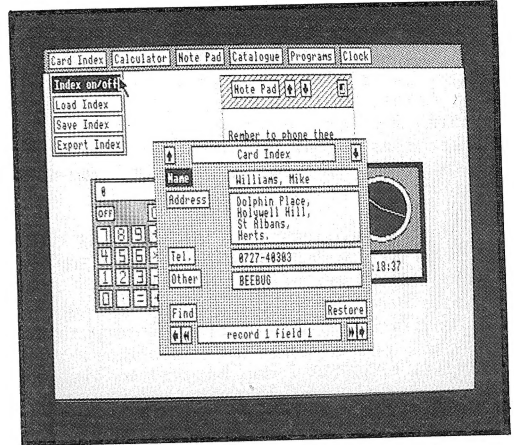 Card Index Calculator Note Pad Catalogue Programs Clock
Index on/off
Load Index
Save Index
Export Index
Note Pad
Rember to phone thee
Card Index
Name Williams, Mike
Address Dolphin Place,
Holywell Hill,
St Albans,
Herts.
Tel. 0727-40303
Other BEEBUG
Find Restore
record 1 field 1
0
OFF
7 8 9
4 5 6
1 2 3 -
0 . = +
:18:37